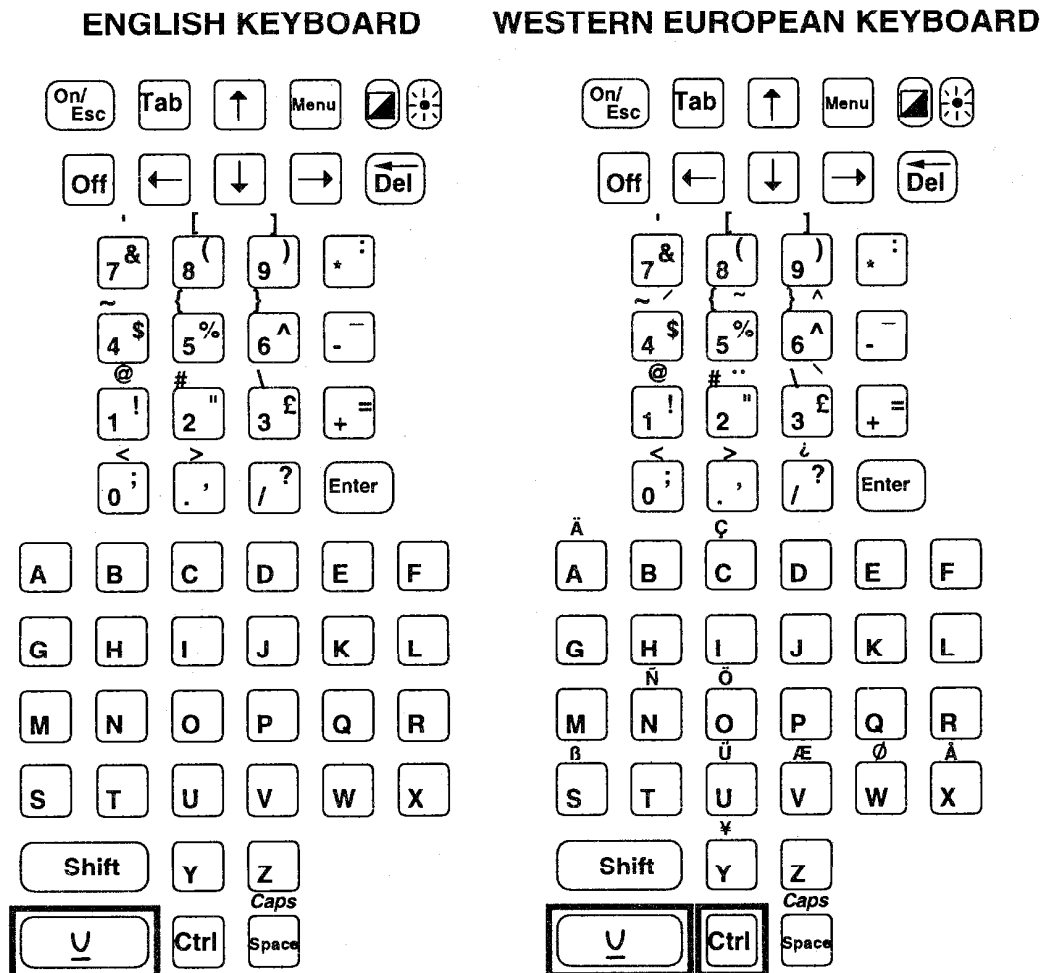 ENGLISH KEYBOARD
On/ Esc Tab ↑ Menu
Off ← ↓ → Del
' [ ]
7 & 8 ( 9 ) * :
~ { }
4 $ 5 % 6 ^ - ¯
@ # \
1 ! 2 " 3 £ + =
< >
0 ; . , / ? Enter
A B C D E F
G H I J K L
M N O P Q R
S T U V W X
Shift Y Z
Caps
U Ctrl Space
WESTERN EUROPEAN KEYBOARD
On/ Esc Tab ↑ Menu
Off ← ↓ → Del
' [ ]
7 & 8 ( 9 ) * :
~ ´ { ~ } ^
4 $ 5 % 6 ^ - ¯
@ # ¨ \ `
1 ! 2 " 3 £ + =
< > ¿
0 ; . , / ? Enter
Ä Ç
A B C D E F
G H I J K L
Ñ Ö
M N O P Q R
ß Ü Æ Ø Å
S T U V W X
¥
Shift Y Z
Caps
U Ctrl Space